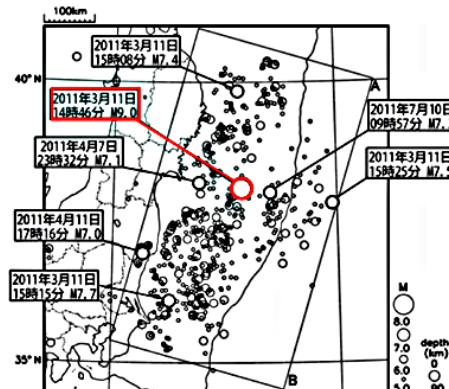 100km
2011年3月11日
15時08分 M7.4
40°N
A
2011年3月11日
14時46分 M9.0
2011年7月10日
09時57分 M7.
2011年4月7日
23時32分 M7.1
2011年3月11日
15時25分 M7.5
2011年4月11日
17時16分 M7.0
2011年3月11日
15時15分 M7.7
M
8.0
7.0
6.0
5.0
depth
(km)
0
35°N
B